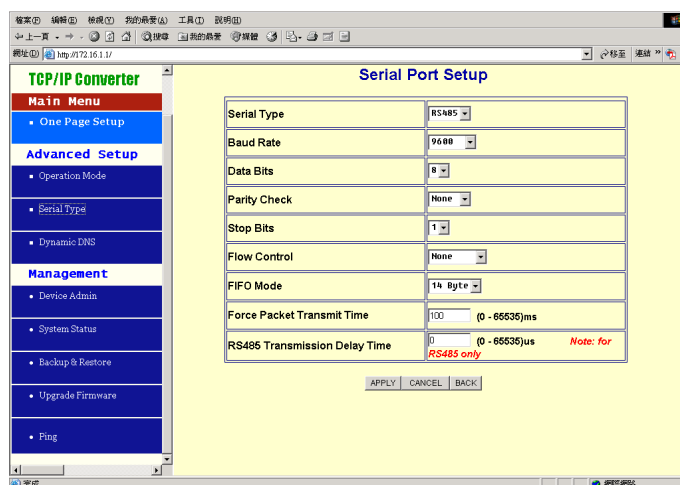 檔案(F) 編輯(E) 檢視(V) 我的最愛(A) 工具(T) 說明(H)
上一頁 搜尋 我的最愛 媒體
網址(D) http://172.16.1.1/ 移至 連結 »
TCP/IP Converter
Main Menu
One Page Setup
Advanced Setup
Operation Mode
Serial Type
Dynamic DNS
Management
Device Admin
System Status
Backup & Restore
Upgrade Firmware
Ping
Serial Port Setup
Serial Type RS485
Baud Rate 9600
Data Bits 8
Parity Check None
Stop Bits 1
Flow Control None
FIFO Mode 14 Byte
Force Packet Transmit Time 100 (0 - 65535)ms
RS485 Transmission Delay Time 0 (0 - 65535)us Note: for
RS485 only
APPLY CANCEL BACK
完成 網際網路